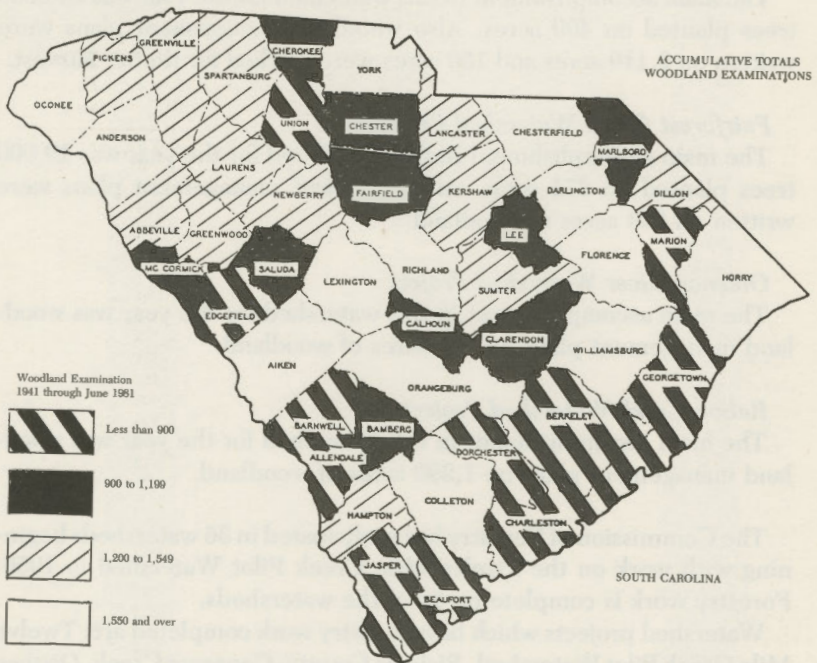 ACCUMULATIVE TOTALS
WOODLAND EXAMINATIONS
CHEROKEE
GREENVILLE
PICKENS
SPARTANBURG
YORK
OCONEE
UNION
CHESTER
LANCASTER
CHESTERFIELD
MARLBORO
ANDERSON
LAURENS
NEWBERRY
FAIRFIELD
KERSHAW
DARLINGTON
DILLON
ABBEVILLE
GREENWOOD
LEE
MARION
MC CORMICK
SALUDA
LEXINGTON
RICHLAND
SUMTER
FLORENCE
HORRY
EDGEFIELD
CALHOUN
CLARENDON
WILLIAMSBURG
AIKEN
ORANGEBURG
GEORGETOWN
BARNWELL
BAMBERG
BERKELEY
ALLENDALE
DORCHESTER
COLLETON
HAMPTON
CHARLESTON
JASPER
BEAUFORT
SOUTH CAROLINA
Woodland Examination
1941 through June 1981
Less than 900
900 to 1,199
1,200 to 1,549
1,550 and over